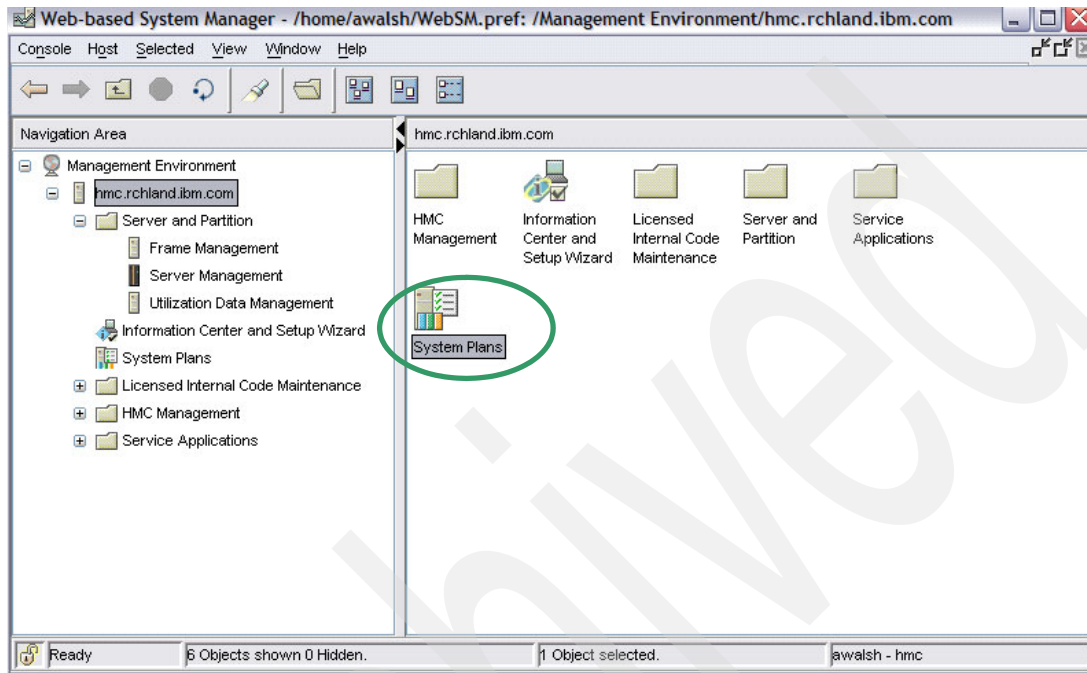 Web-based System Manager - /home/awalsh/WebSM.pref: /Management Environment/hmc.rchland.ibm.com
Console Host Selected View Window Help
Navigation Area
hmc.rchland.ibm.com
Management Environment
hmc.rchland.ibm.com
Server and Partition
Frame Management
Server Management
Utilization Data Management
Information Center and Setup Wizard
System Plans
Licensed Internal Code Maintenance
HMC Management
Service Applications
HMC Management
Information Center and Setup Wizard
Licensed Internal Code Maintenance
Server and Partition
Service Applications
System Plans
Ready
6 Objects shown 0 Hidden.
1 Object selected.
awalsh - hmc